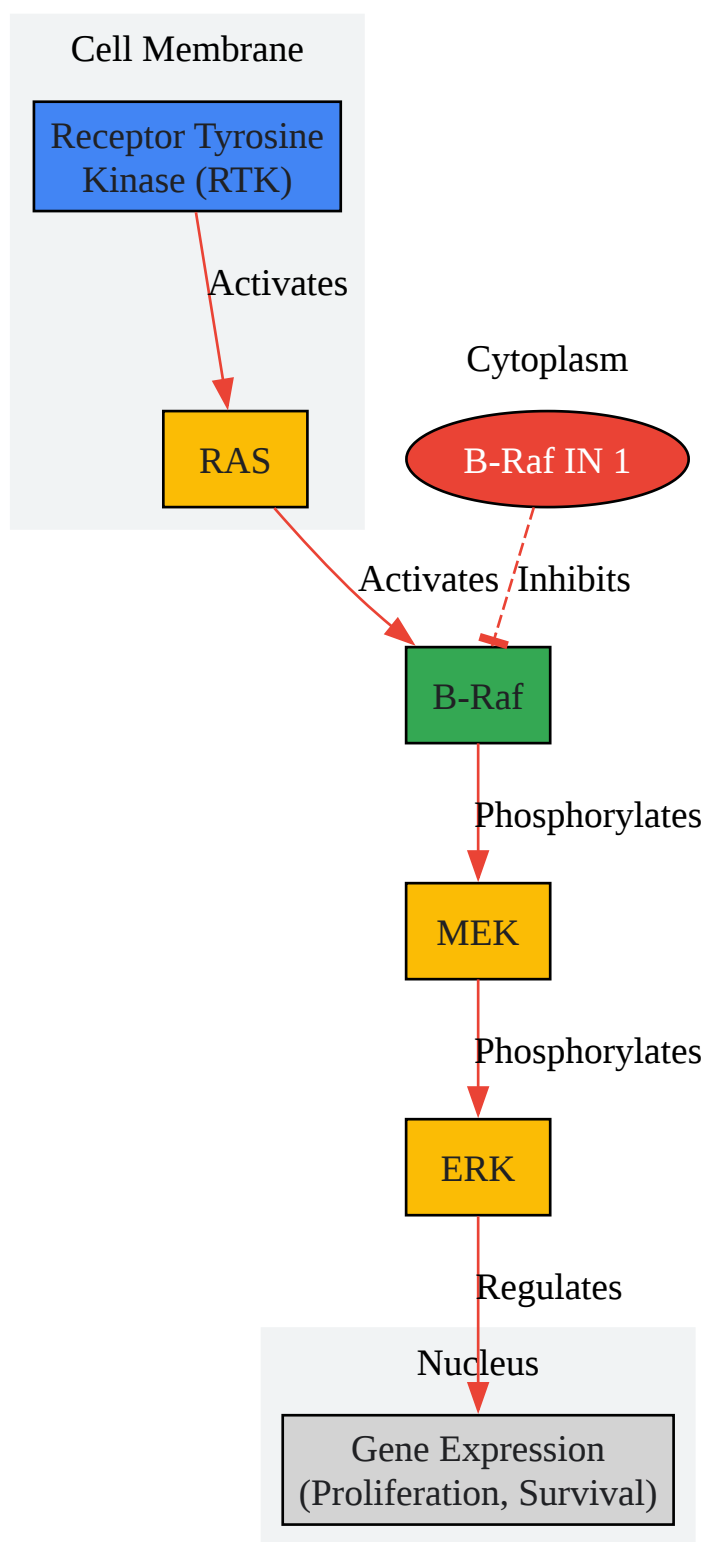 Cell Membrane
Receptor Tyrosine
Kinase (RTK)
Activates
RAS
Cytoplasm
B-Raf IN 1
Activates
Inhibits
B-Raf
Phosphorylates
MEK
Phosphorylates
ERK
Regulates
Nucleus
Gene Expression
(Proliferation, Survival)